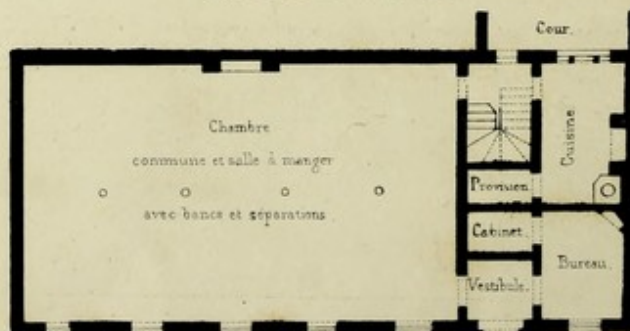 Cour.
Chambre
commune et salle à manger
avec bancs et séparations.
Cuisine
Provision.
Cabinet.
Bureau.
Vestibule.